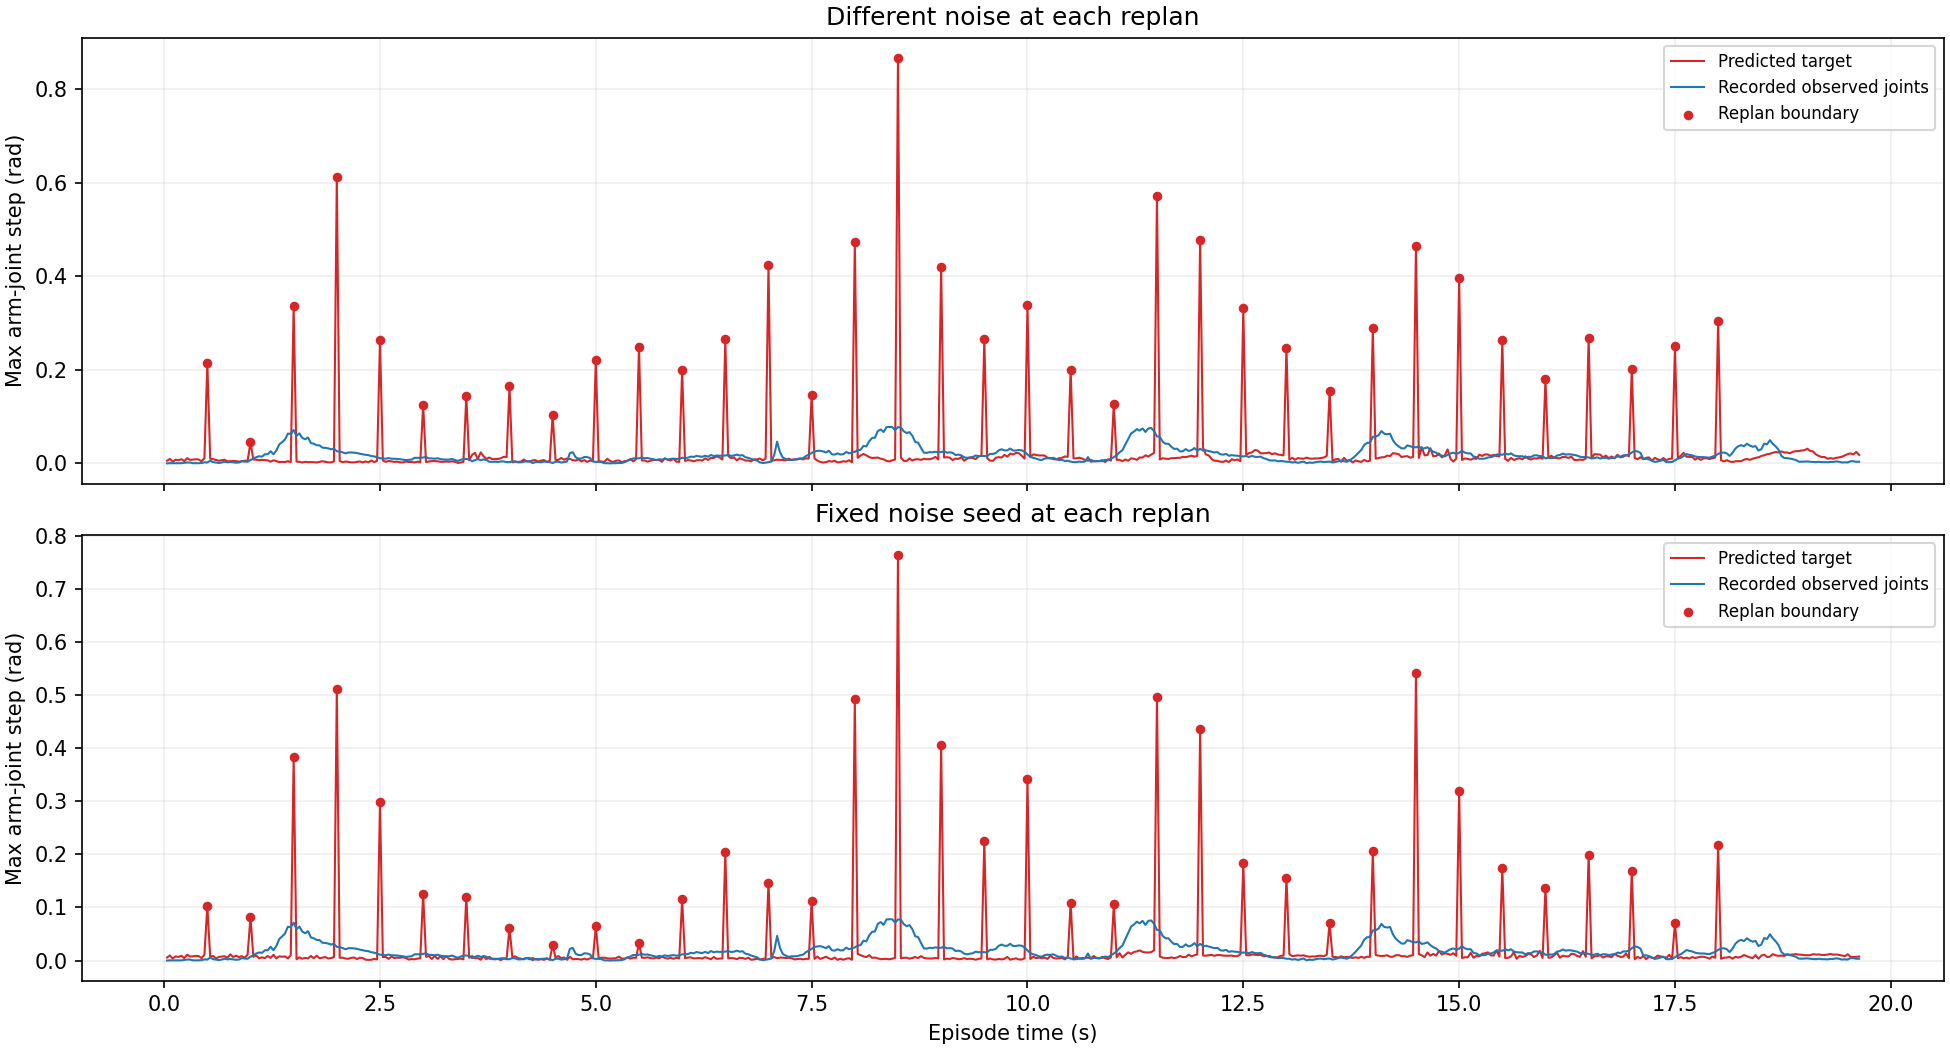 Different noise at each replan
Max arm-joint step (rad)
0.8
0.6
0.4
0.2
0.0
Predicted target
Recorded observed joints
Replan boundary
Fixed noise seed at each replan
Max arm-joint step (rad)
0.8
0.7
0.6
0.5
0.4
0.3
0.2
0.1
0.0
Predicted target
Recorded observed joints
Replan boundary
0.0 2.5 5.0 7.5 10.0 12.5 15.0 17.5 20.0
Episode time (s)